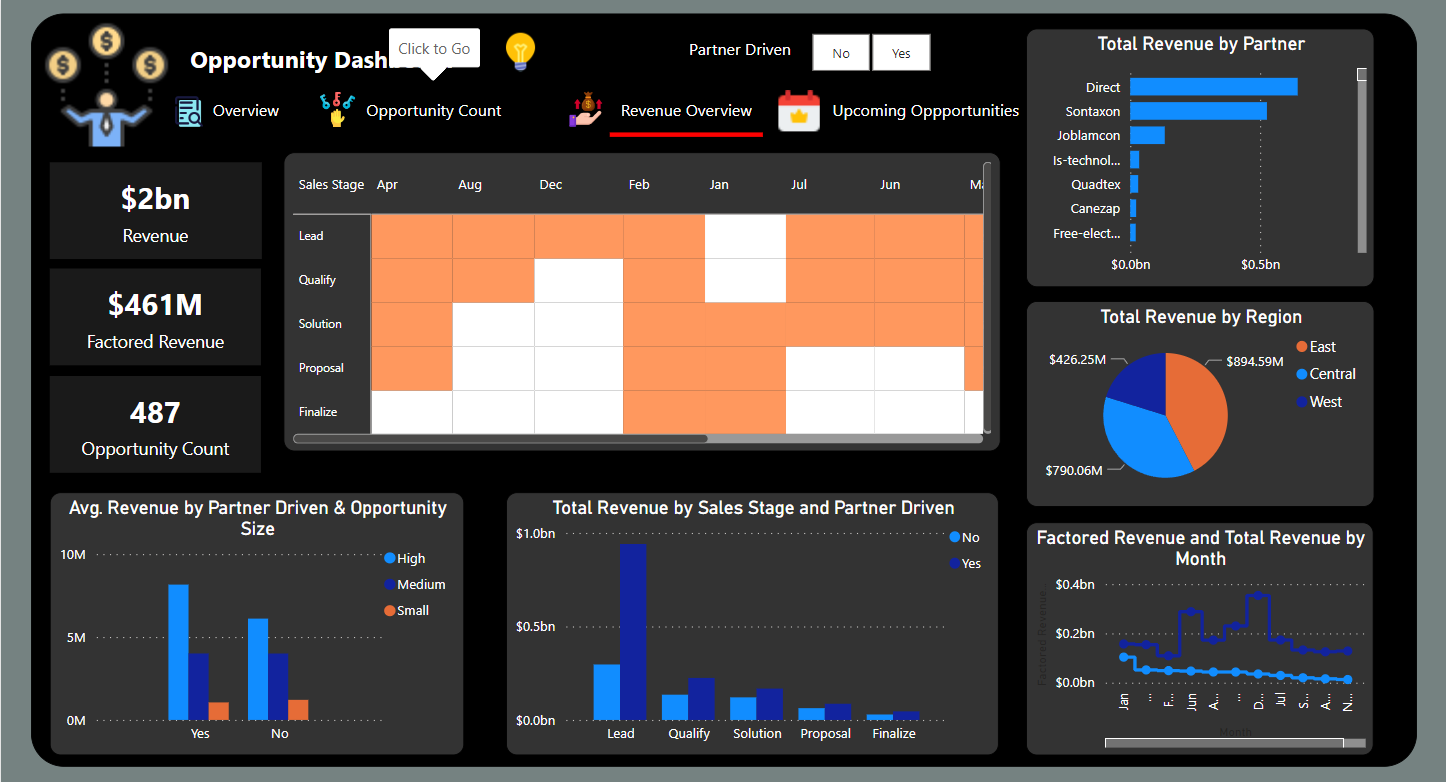 Click to Go
Opportunity Dash
Partner Driven
No
Yes
Overview
Opportunity Count
Revenue Overview
Upcoming Oppportunities
$2bn
Revenue
$461M
Factored Revenue
487
Opportunity Count
Sales Stage Apr Aug Dec Feb Jan Jul Jun
Lead
Qualify
Solution
Proposal
Finalize
Total Revenue by Partner
Direct
Sontaxon
Joblamcon
Is-technol...
Quadtex
Canezap
Free-elect...
$0.0bn $0.5bn
Total Revenue by Region
$426.25M
$894.59M
$790.06M
East
Central
West
Avg. Revenue by Partner Driven & Opportunity
Size
10M
5M
0M
Yes No
High
Medium
Small
Total Revenue by Sales Stage and Partner Driven
$1.0bn
$0.5bn
$0.0bn
Lead Qualify Solution Proposal Finalize
No
Yes
Factored Revenue and Total Revenue by
Month
Factored Revenue...
$0.4bn
$0.2bn
$0.0bn
Jan ... F... Jun A... ... D... Jul S... A... N...
Month